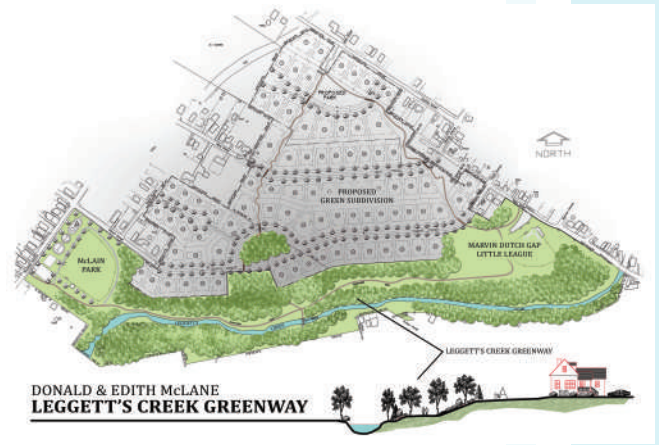 PROPOSED
PARK
NORTH
PROPOSED
GREEN SUBDIVISION
McLAIN
PARK
MARVIN DUTCH GAP
LITTLE LEAGUE
LEGGETT'S CREEK GREENWAY
DONALD & EDITH McLANE
LEGGETT'S CREEK GREENWAY